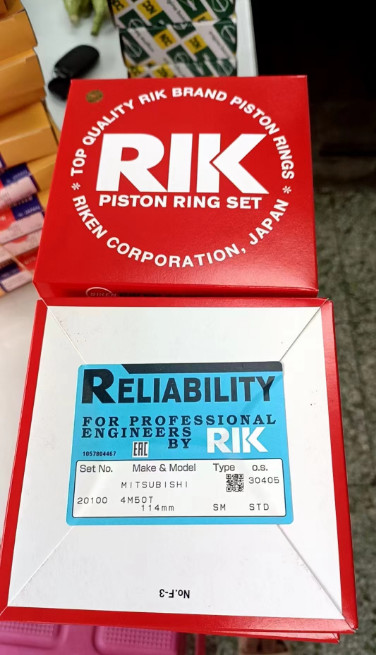 TOP QUALITY RIK BRAND PISTON RINGS
RIK
PISTON RING SET
* RIKEN CORPORATION, JAPAN *
RELIABILITY
FOR PROFESSIONAL
ENGINEERS
BY RIK
1057804467
EAC
Set No. Make & Model Type o.s.
MITSUBISHI 30405
20100 4M50T
114mm SM STD
No.F-3